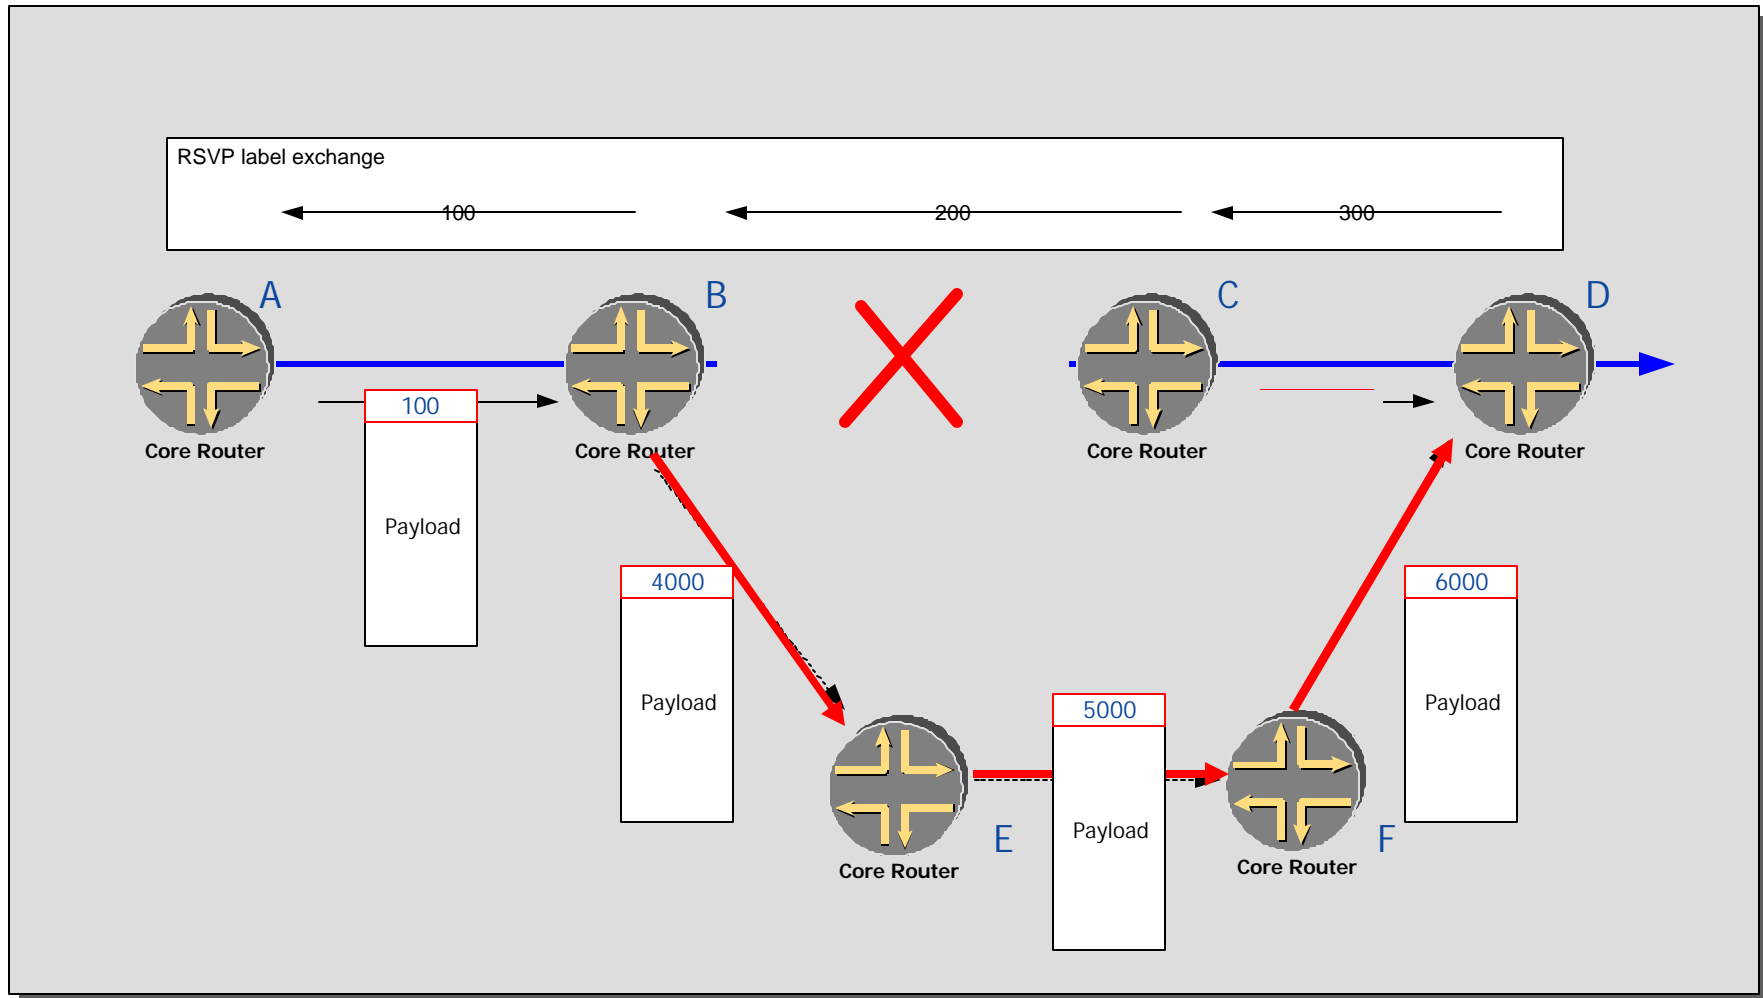 RSVP label exchange
100
200
300
A
B
C
D
100
Core Router
Core Router
Core Router
Core Router
Payload
4000
6000
Payload
Payload
5000
Payload
E
F
Core Router
Core Router